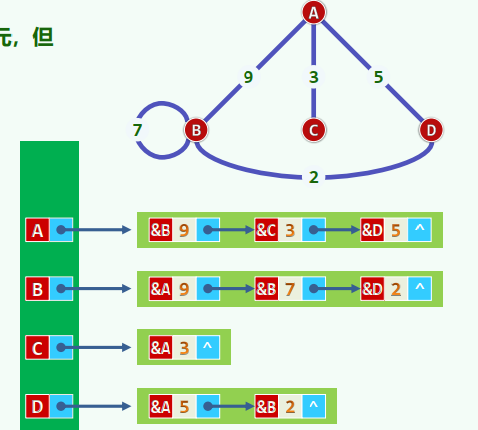 A
元，但
9 3 5
7 B C D
2
A &B 9 &C 3 &D 5 ^
B &A 9 &B 7 &D 2 ^
C &A 3 ^
D &A 5 &B 2 ^